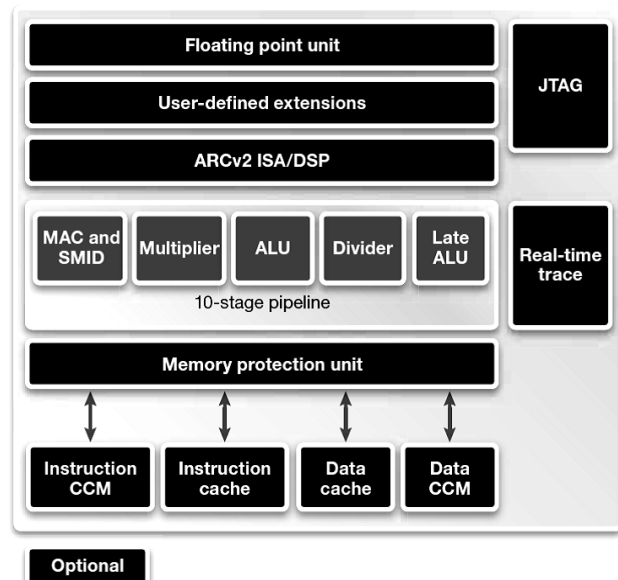 Floating point unit
JTAG
User-defined extensions
ARCv2 ISA/DSP
MAC and
SMID
Multiplier
ALU
Divider
Late
ALU
10-stage pipeline
Real-time
trace
Memory protection unit
Instruction
CCM
Instruction
cache
Data
cache
Data
CCM
Optional